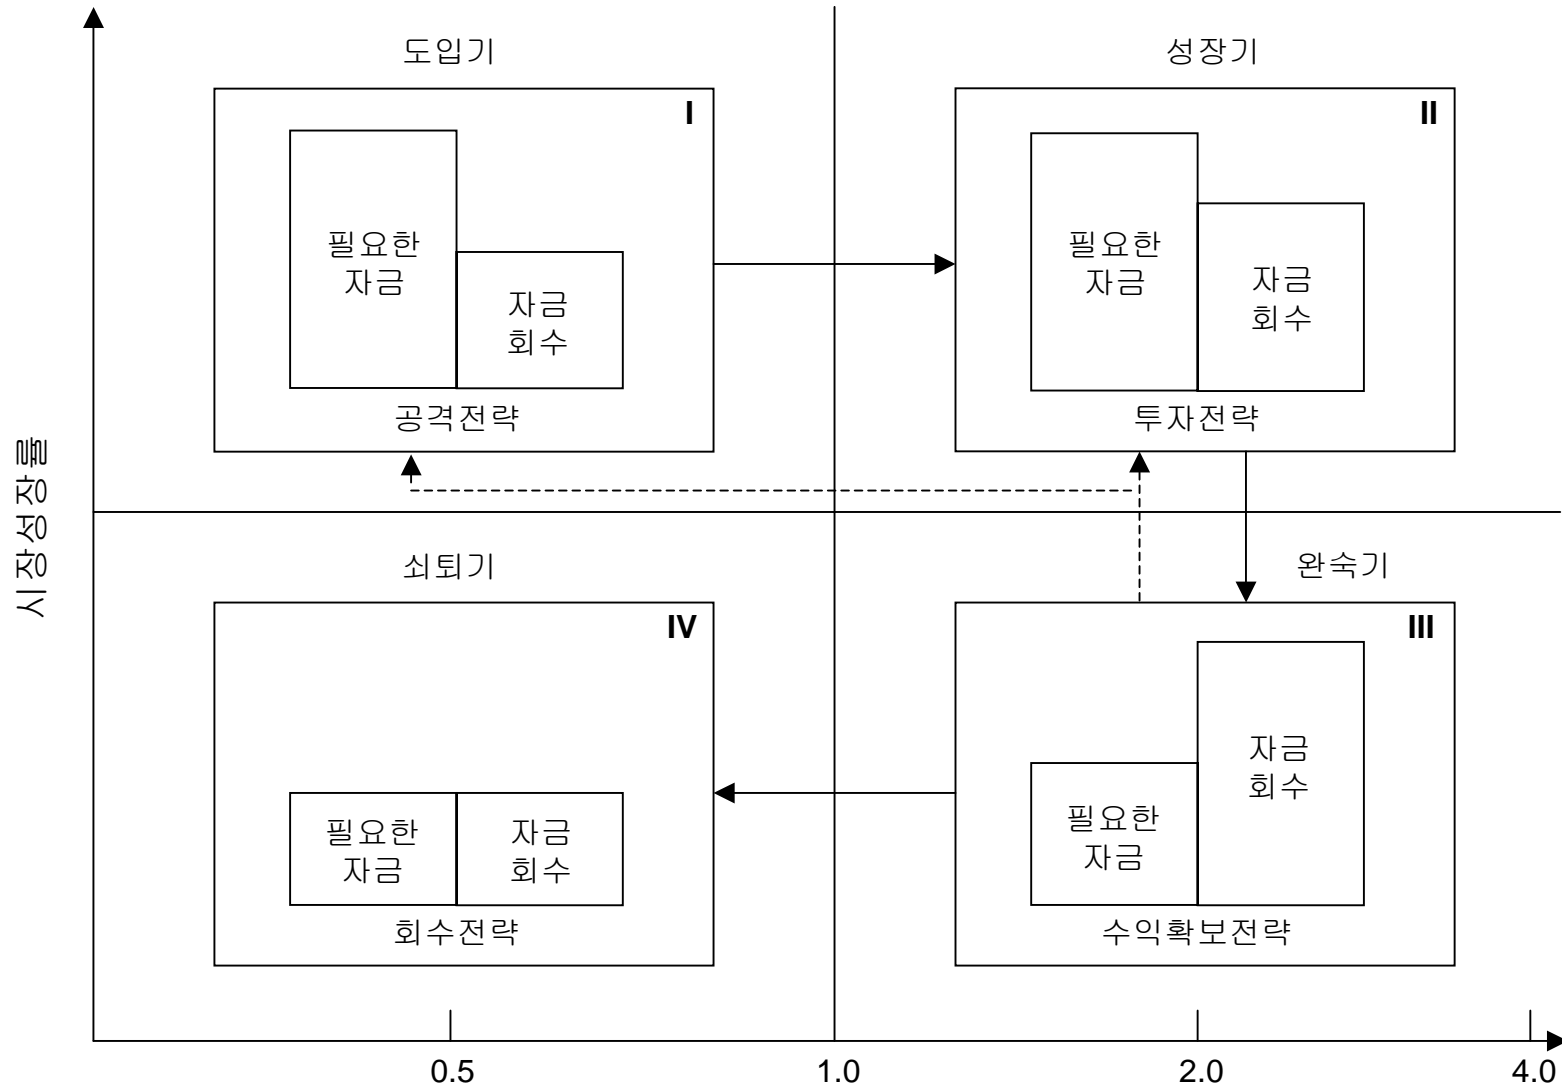 도입기
I
필요한
자금
자금
회수
공격전략
성장기
II
필요한
자금
자금
회수
투자전략
시장성장률
쇠퇴기
IV
필요한
자금
자금
회수
회수전략
완숙기
III
자금
회수
필요한
자금
수익확보전략
0.5
1.0
2.0
4.0